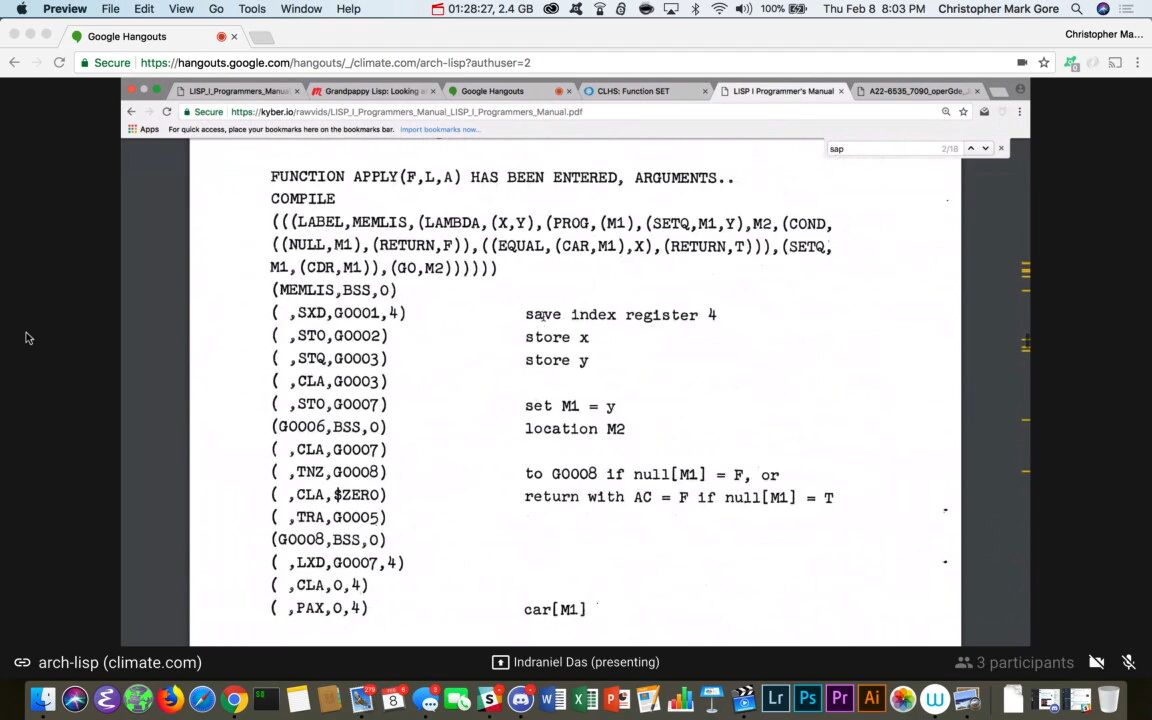 Preview File Edit View Go Tools Window Help 01:28:27, 2.4 GB 100% Thu Feb 8 8:03 PM Christopher Mark Gore
Google Hangouts Christopher Ma...
Secure https://hangouts.google.com/hangouts/_/climate.com/arch-lisp?authuser=2
LISP_I_Programmers_Manual Grandpappy Lisp: Looking a Google Hangouts CLHS: Function SET LISP I Programmer's Manual A22-6535_7090_operGde_
Secure https://kyber.io/rawvids/LISP_I_Programmers_Manual_LISP_I_Programmers_Manual.pdf
Apps For quick access, place your bookmarks here on the bookmarks bar. Import bookmarks now...
sap 2/18
FUNCTION APPLY(F,L,A) HAS BEEN ENTERED, ARGUMENTS..
COMPILE
(((LABEL,MEMLIS,(LAMBDA,(X,Y),(PROG,(M1),(SETQ,M1,Y),M2,(COND,
((NULL,M1),(RETURN,F)),((EQUAL,(CAR,M1),X),(RETURN,T))),(SETQ,
M1,(CDR,M1)),(GO,M2))))))
(MEMLIS,BSS,0)
( ,SXD,G0001,4) save index register 4
( ,STO,G0002) store x
( ,STQ,G0003) store y
( ,CLA,G0003)
( ,STO,G0007) set M1 = y
(G0006,BSS,0) location M2
( ,CLA,G0007)
( ,TNZ,G0008) to G0008 if null[M1] = F, or
( ,CLA,$ZERO) return with AC = F if null[M1] = T
( ,TRA,G0005)
(G0008,BSS,0)
( ,LXD,G0007,4)
( ,CLA,0,4)
( ,PAX,0,4) car[M1]
arch-lisp (climate.com) Indraniel Das (presenting) 3 participants
279 8 3 Lr Ps Pr Ai